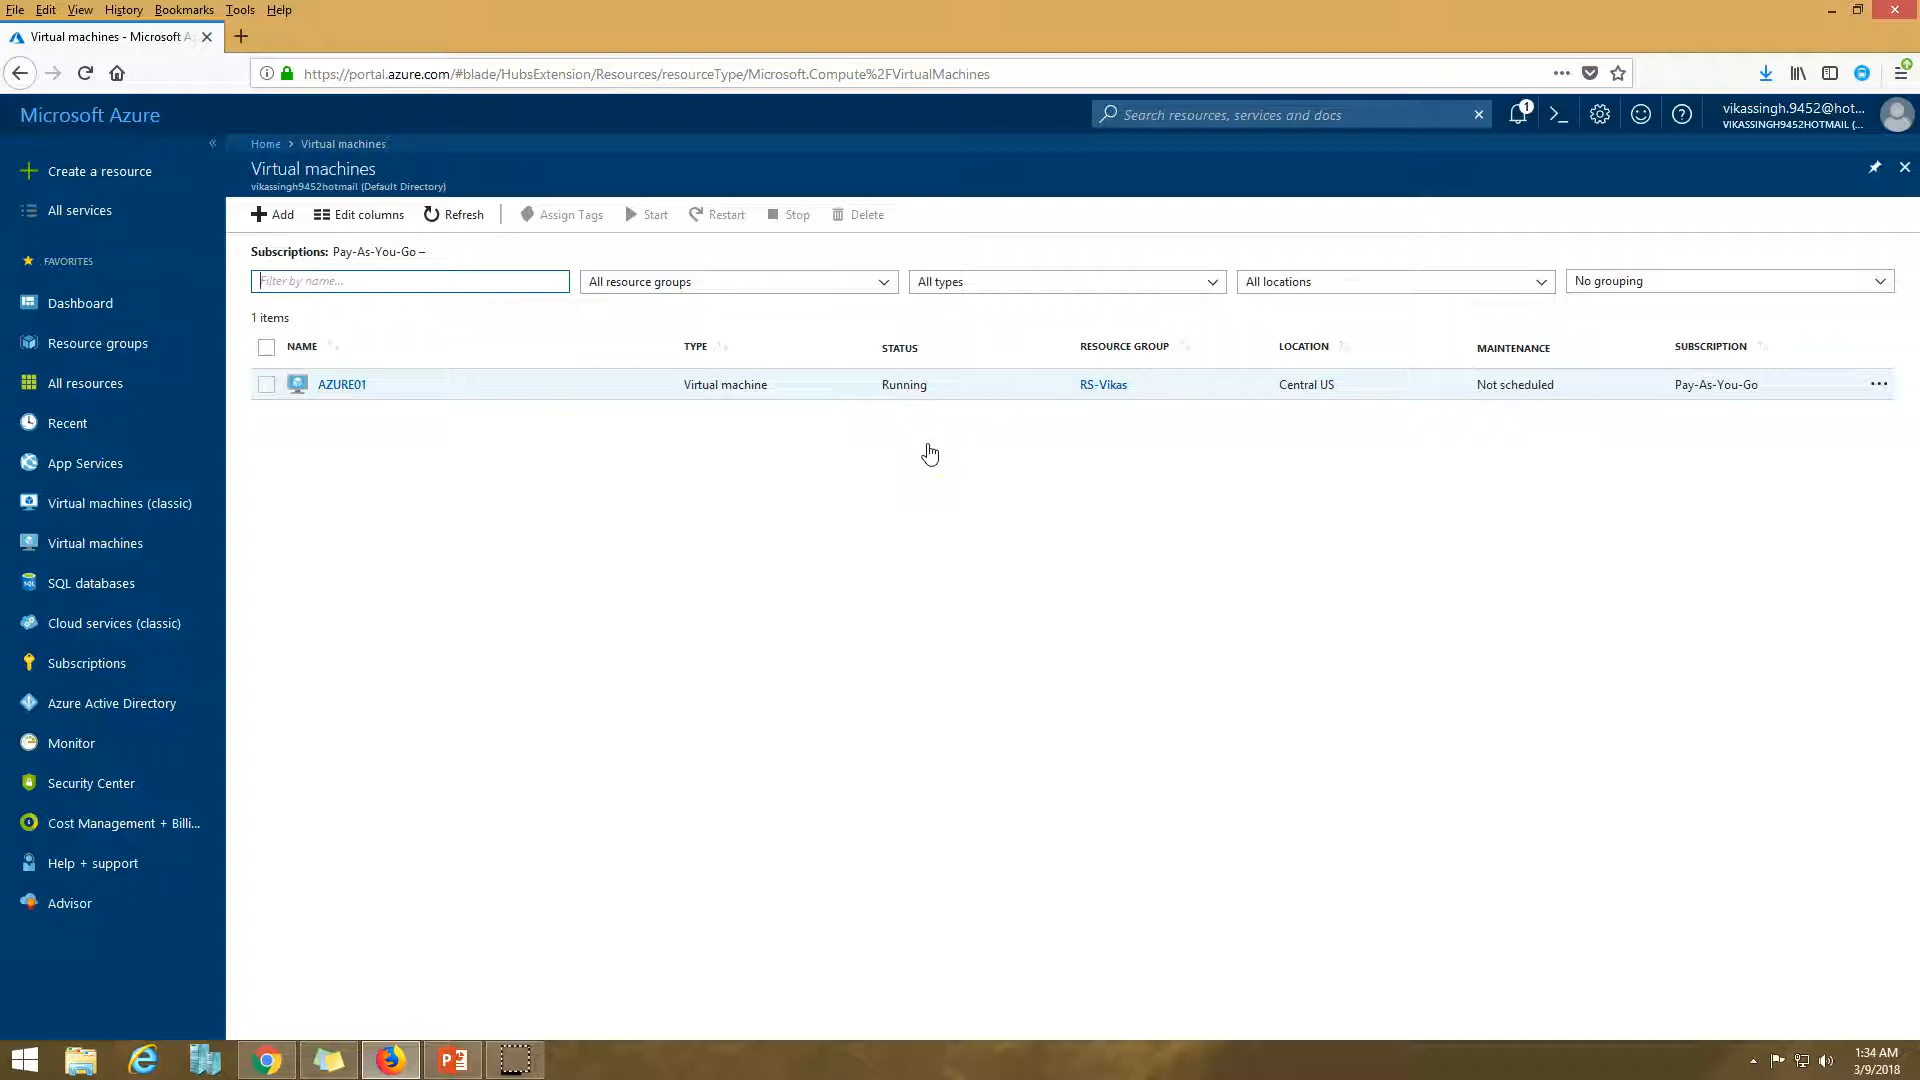 File Edit View History Bookmarks Tools Help
Virtual machines - Microsoft A
https://portal.azure.com/#blade/HubsExtension/Resources/resourceType/Microsoft.Compute%2FVirtualMachines
Microsoft Azure
Search resources, services and docs
1
vikassingh.9452@hot...
VIKASSINGH9452HOTMAIL (...
Create a resource
All services
FAVORITES
Dashboard
Resource groups
All resources
Recent
App Services
Virtual machines (classic)
Virtual machines
SQL databases
Cloud services (classic)
Subscriptions
Azure Active Directory
Monitor
Security Center
Cost Management + Billi...
Help + support
Advisor
Home > Virtual machines
Virtual machines
vikassingh9452hotmail (Default Directory)
Add Edit columns Refresh Assign Tags Start Restart Stop Delete
Subscriptions: Pay-As-You-Go –
Filter by name... All resource groups All types All locations No grouping
1 items
NAME TYPE STATUS RESOURCE GROUP LOCATION MAINTENANCE SUBSCRIPTION
AZURE01 Virtual machine Running RS-Vikas Central US Not scheduled Pay-As-You-Go ...
1:34 AM
3/9/2018